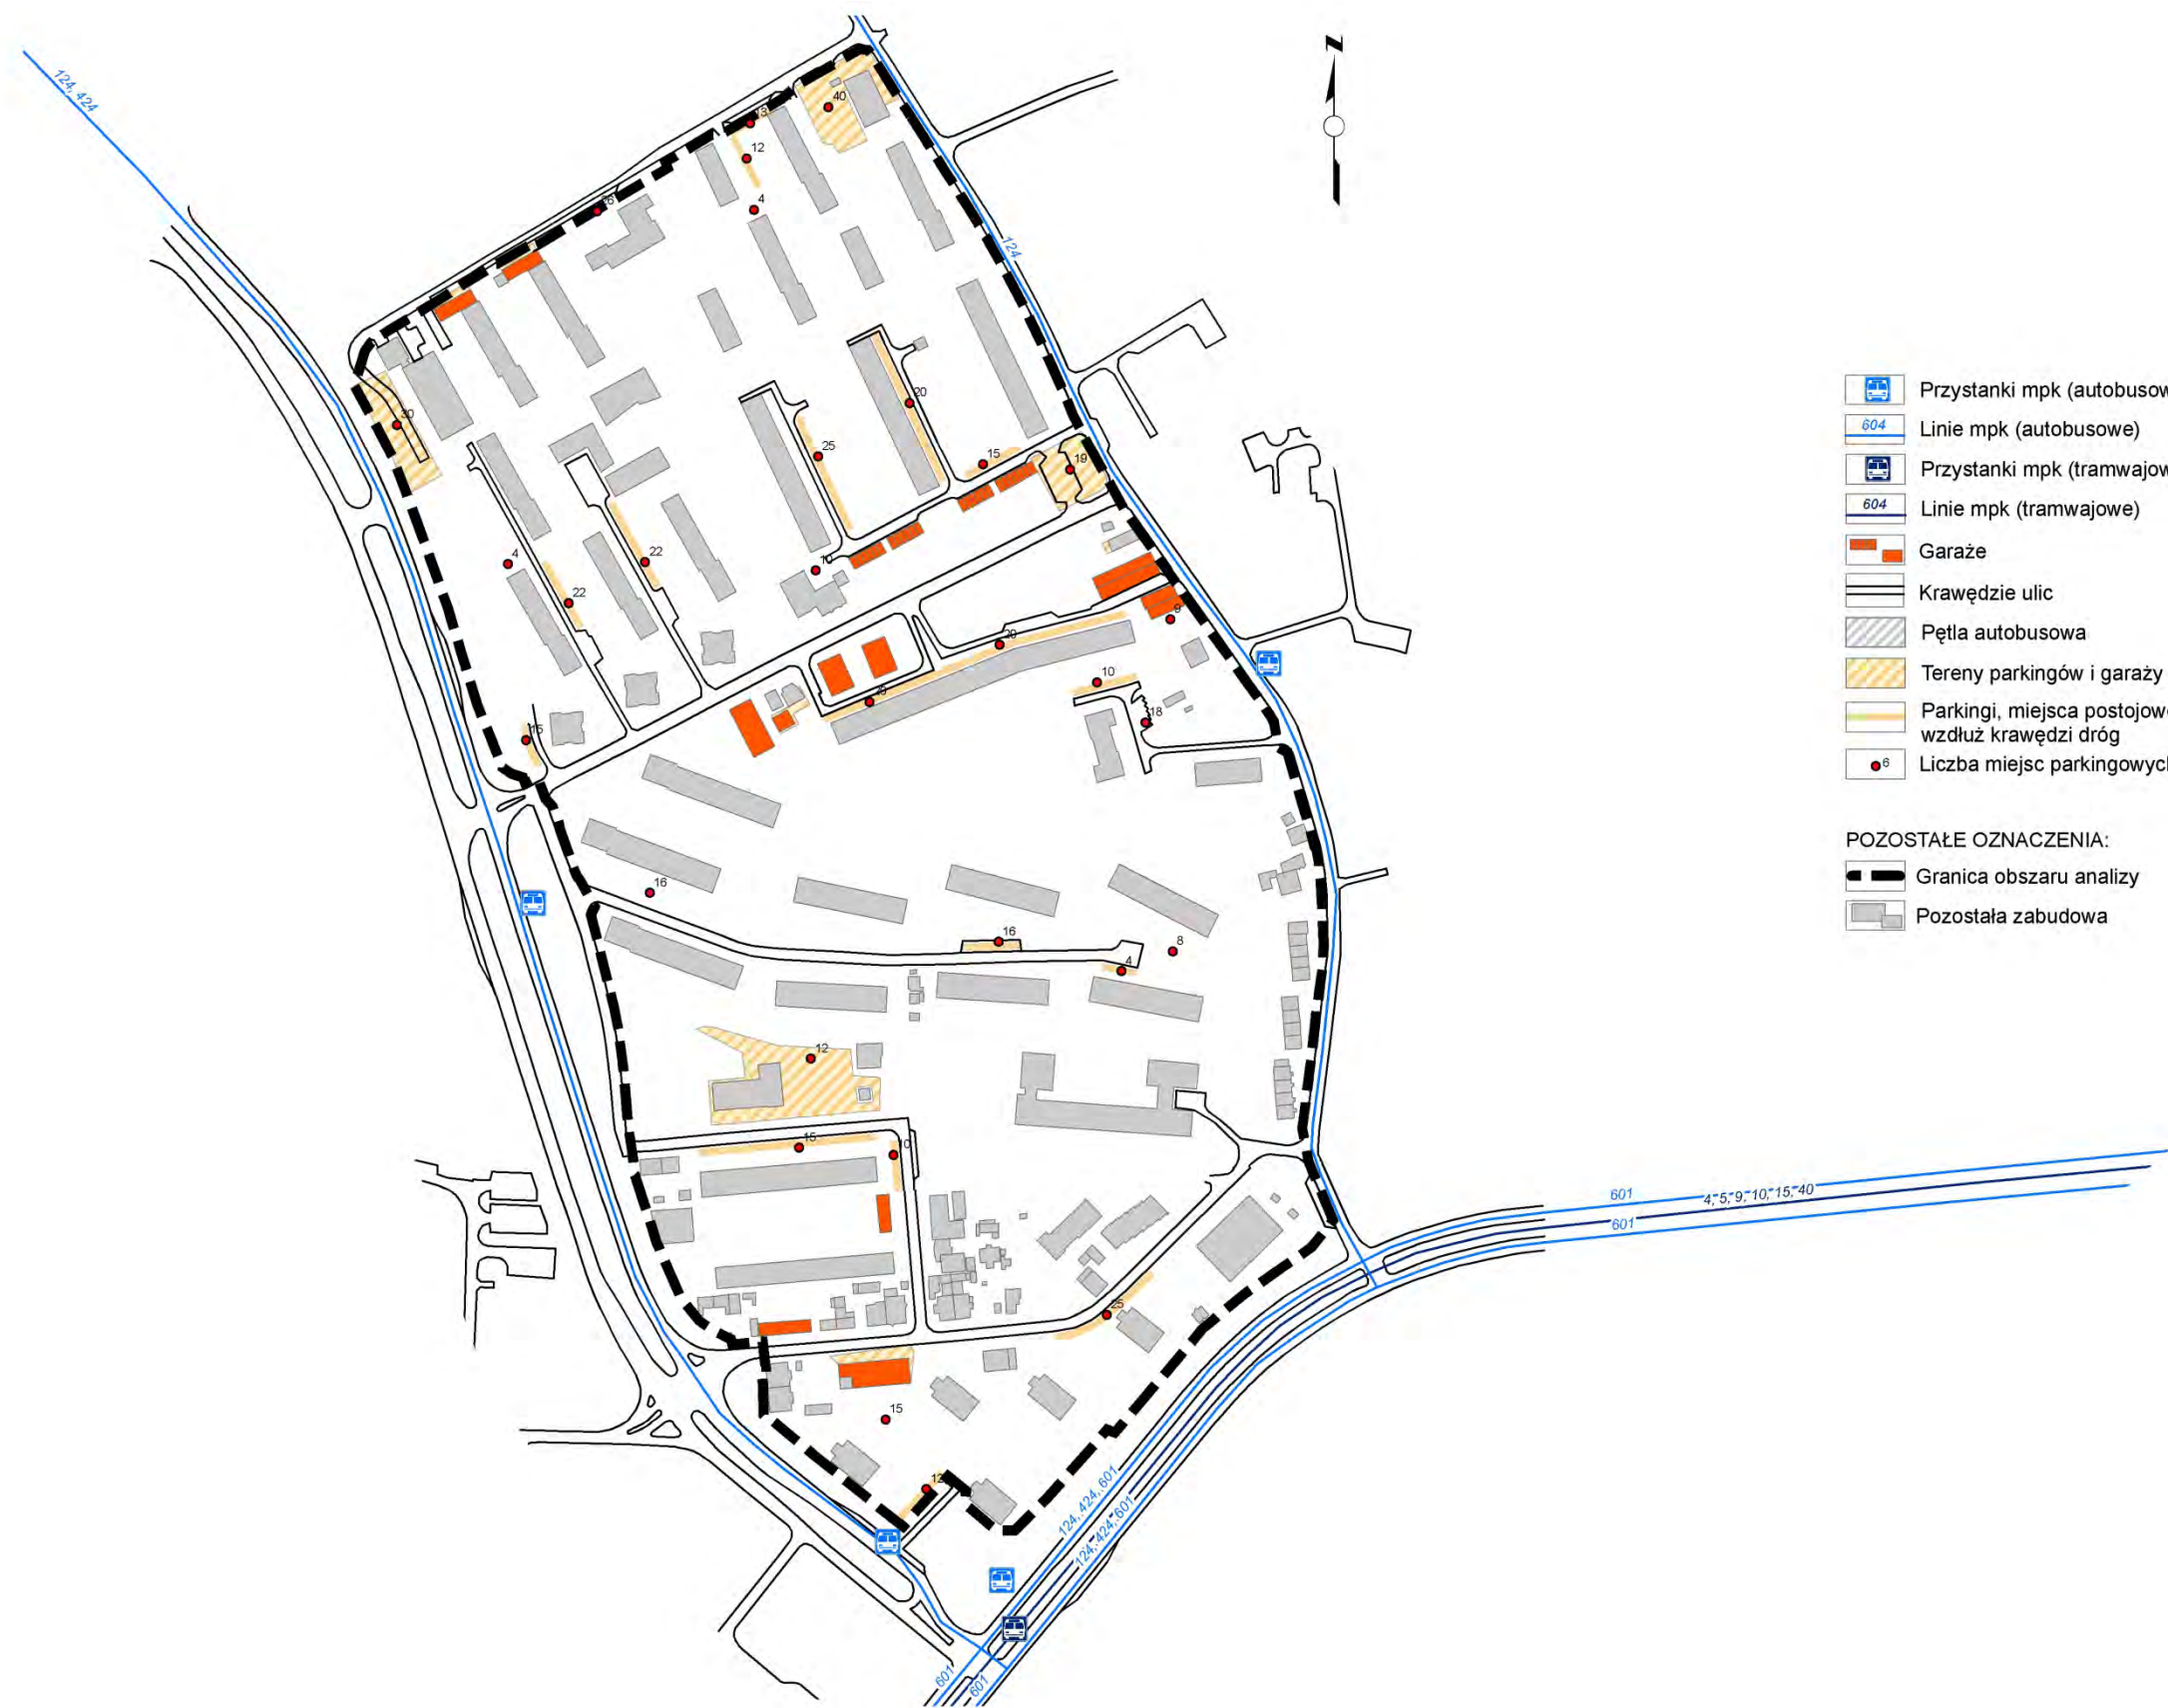 124, 424
N
40
12
4
124
30
20
25
15
19
4
22
10
22
9
20
10
18
15
16
16
8
4
12
15
10
25
15
12
601
4, 5, 9, 10, 15, 40
601
124, 424, 601
124, 424, 601
601
601
Przystanki mpk (autobusow
604 Linie mpk (autobusowe)
Przystanki mpk (tramwajow
604 Linie mpk (tramwajowe)
Garaże
Krawędzie ulic
Pętla autobusowa
Tereny parkingów i garaży
Parkingi, miejsca postojow
wzdłuż krawędzi dróg
6 Liczba miejsc parkingowych
POZOSTAŁE OZNACZENIA:
Granica obszaru analizy
Pozostała zabudowa